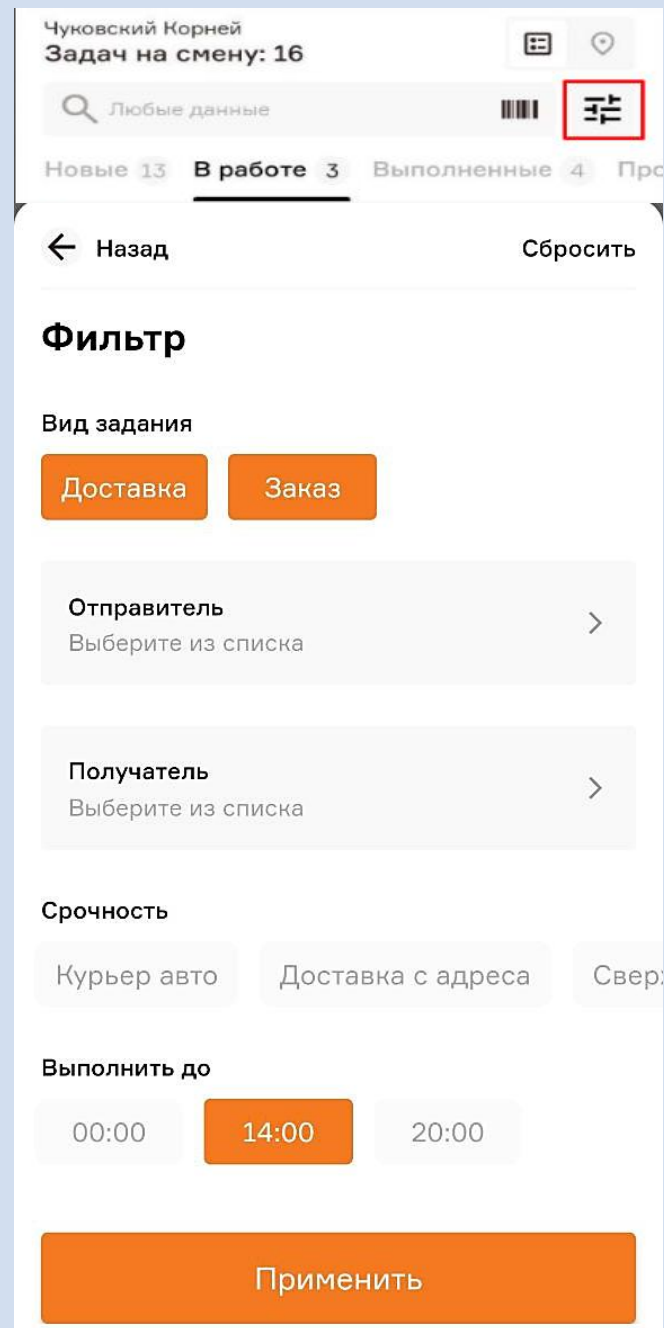 Чуковский Корней
Задач на смену: 16
Любые данные
Новые 13 В работе 3 Выполненные 4 Про
Назад Сбросить
Фильтр
Вид задания
Доставка Заказ
Отправитель
Выберите из списка
Получатель
Выберите из списка
Срочность
Курьер авто Доставка с адреса Сверх
Выполнить до
00:00 14:00 20:00
Применить